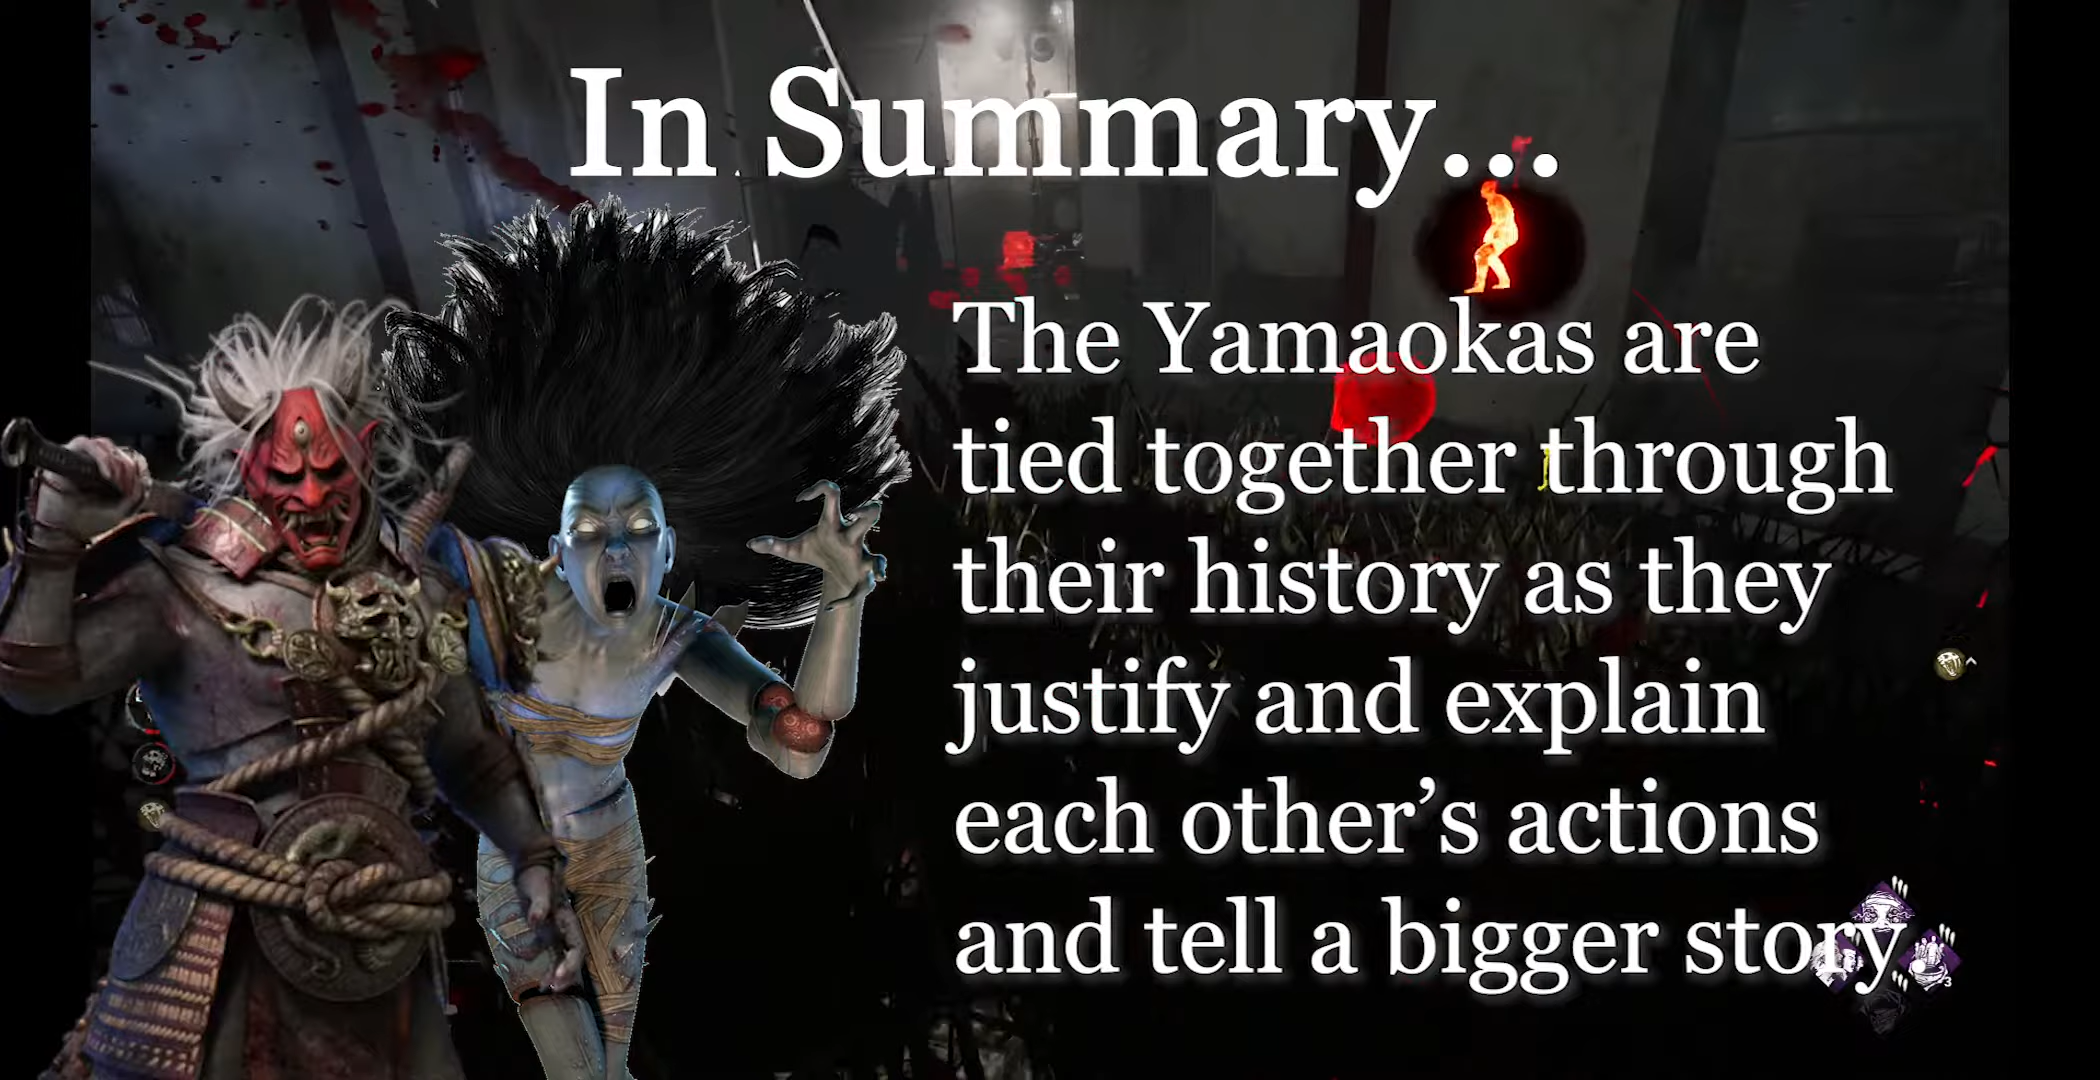 In Summary...
The Yamaokas are
tied together through
their history as they
justify and explain
each other’s actions
and tell a bigger story.
3